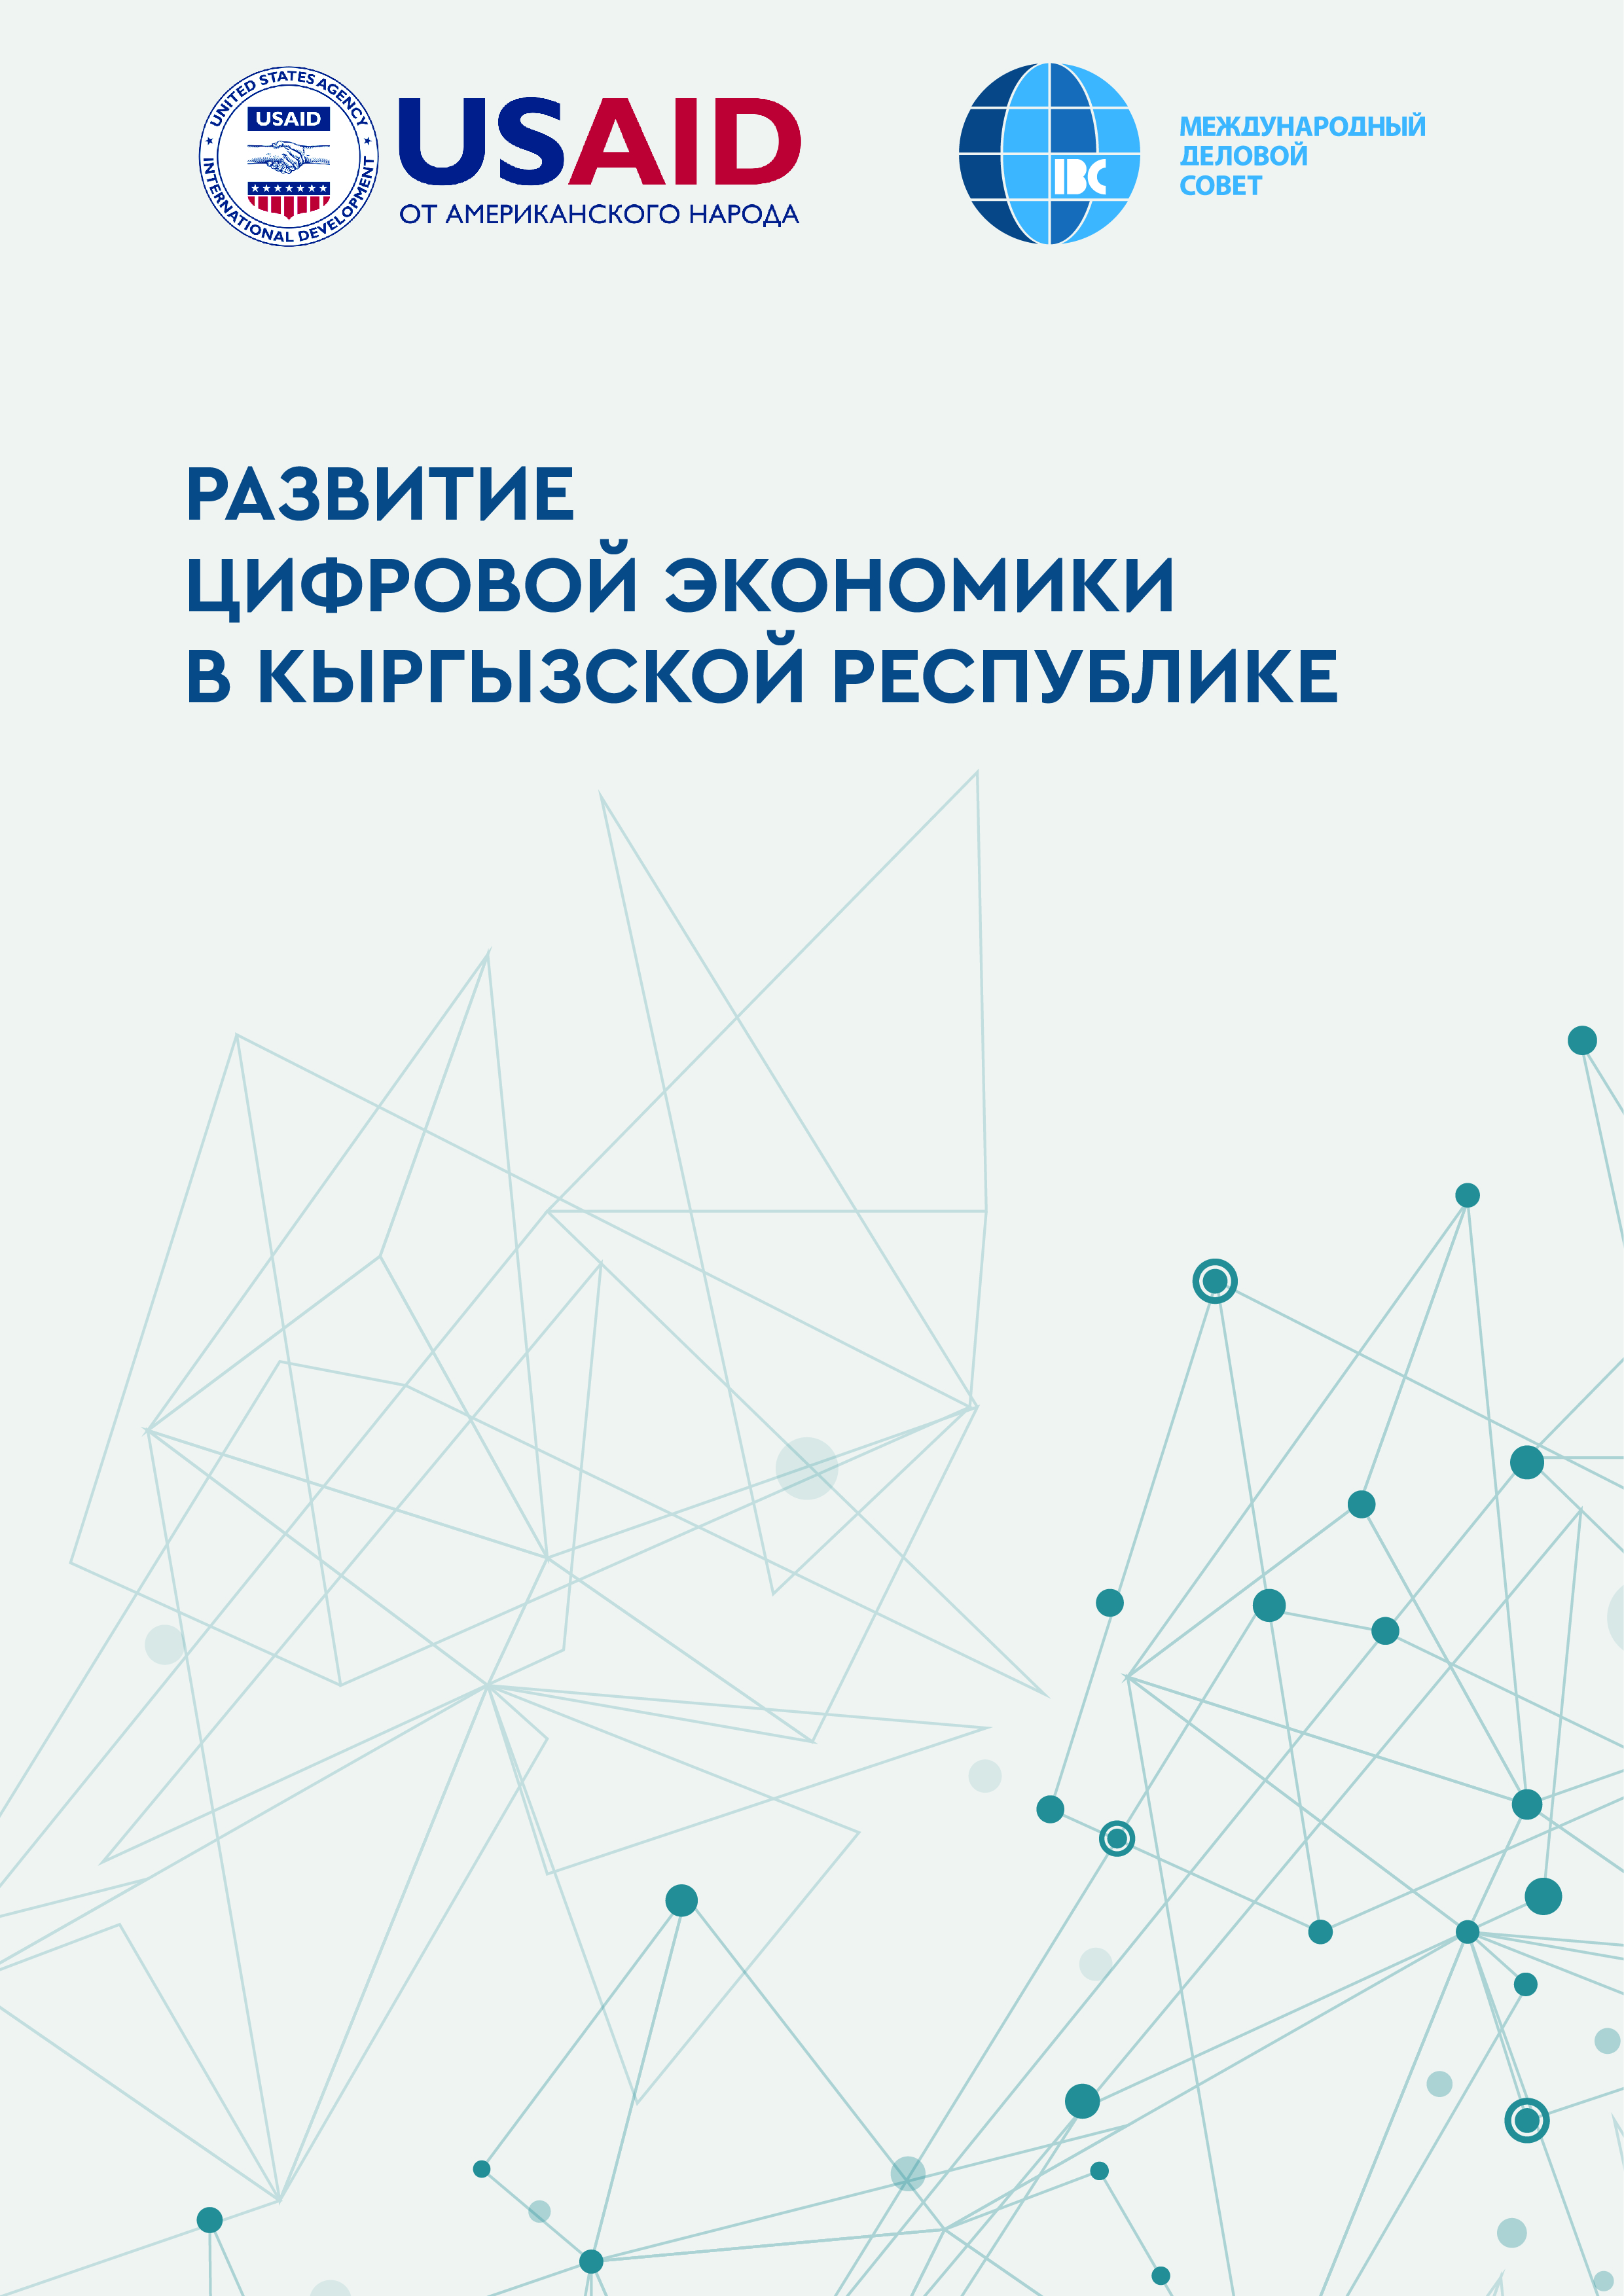 UNITED STATES AGENCY
USAID
INTERNATIONAL DEVELOPMENT
USAID
ОТ АМЕРИКАНСКОГО НАРОДА
IBC
МЕЖДУНАРОДНЫЙ
ДЕЛОВОЙ
СОВЕТ
РАЗВИТИЕ
ЦИФРОВОЙ ЭКОНОМИКИ
В КЫРГЫЗСКОЙ РЕСПУБЛИКЕ